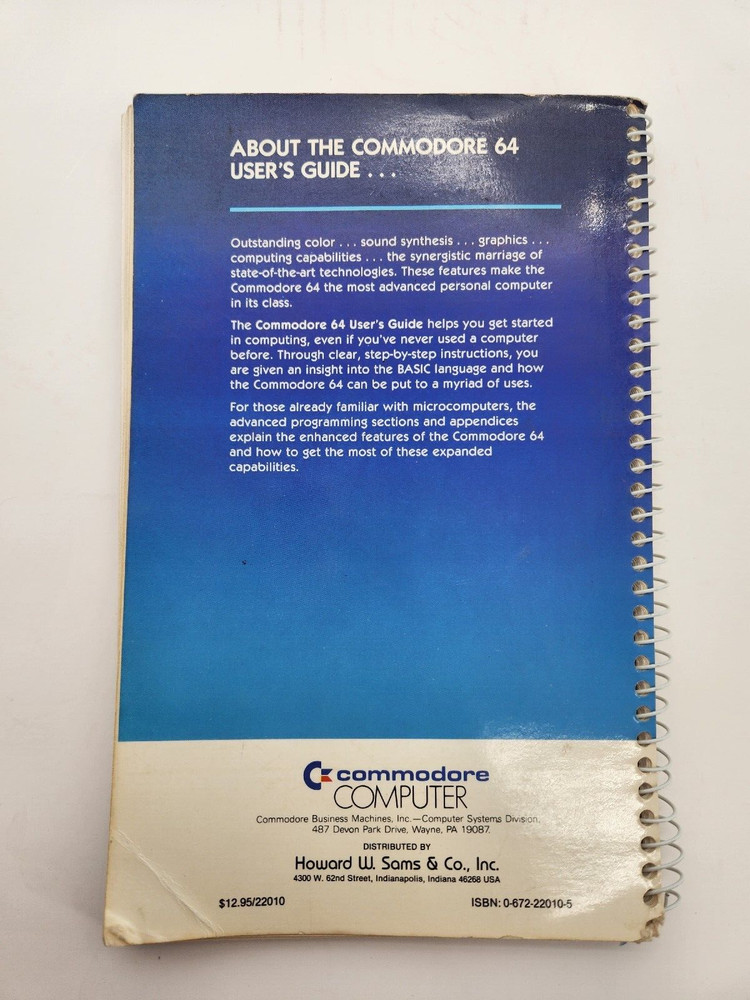 ABOUT THE COMMODORE 64
USER'S GUIDE . . .
Outstanding color . . . sound synthesis . . . graphics . . .
computing capabilities . . . the synergistic marriage of
state-of-the-art technologies. These features make the
Commodore 64 the most advanced personal computer
in its class.
The Commodore 64 User's Guide helps you get started
in computing, even if you've never used a computer
before. Through clear, step-by-step instructions, you
are given an insight into the BASIC language and how
the Commodore 64 can be put to a myriad of uses.
For those already familiar with microcomputers, the
advanced programming sections and appendices
explain the enhanced features of the Commodore 64
and how to get the most of these expanded
capabilities.
commodore
COMPUTER
Commodore Business Machines, Inc.—Computer Systems Division,
487 Devon Park Drive, Wayne, PA 19087.
DISTRIBUTED BY
Howard W. Sams & Co., Inc.
4300 W. 62nd Street, Indianapolis, Indiana 46268 USA
$12.95/22010 ISBN: 0-672-22010-5